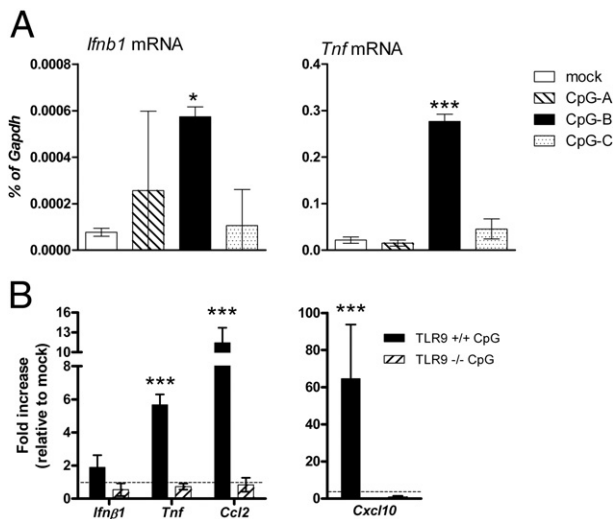 A
Ifnb1 mRNA
Tnf mRNA
% of Gapdh
0.0008
0.0006
0.0004
0.0002
0.0000
*
0.4
0.3
0.2
0.1
0.0
***
mock
CpG-A
CpG-B
CpG-C
B
Fold increase
(relative to mock)
16
13
10
8
6
4
2
0
***
***
Ifnβ1 Tnf Ccl2
100
80
60
40
20
0
***
TLR9 +/+ CpG
TLR9 -/- CpG
Cxcl10